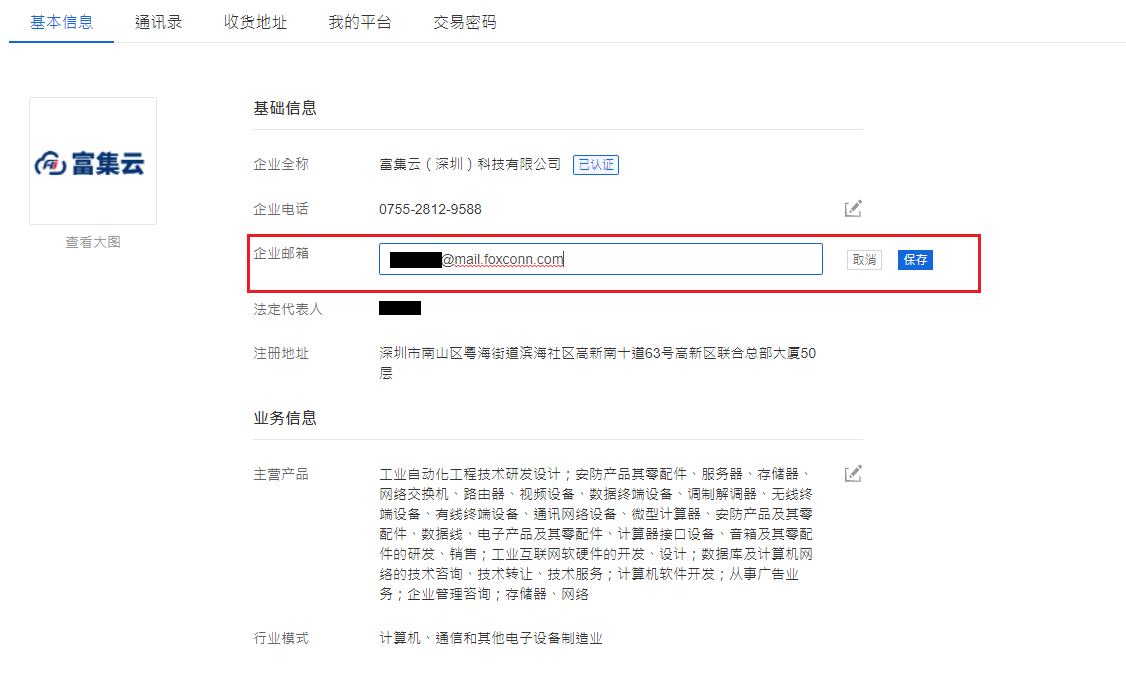 基本信息 通讯录 收货地址 我的平台 交易密码
富集云
查看大图
基础信息
企业全称 富集云（深圳）科技有限公司 已认证
企业电话 0755-2812-9588
企业邮箱 @mail.foxconn.com 取消 保存
法定代表人
注册地址 深圳市南山区粤海街道滨海社区高新南十道63号高新区联合总部大厦50
层
业务信息
主营产品 工业自动化工程技术研发设计；安防产品其零配件、服务器、存储器、
网络交换机、路由器、视频设备、数据终端设备、调制解调器、无线终
端设备、有线终端设备、通讯网络设备、微型计算器、安防产品及其零
配件、数据线、电子产品及其零配件、计算器接口设备、音箱及其零配
件的研发、销售；工业互联网软硬件的开发、设计；数据库及计算机网
络的技术咨询、技术转让、技术服务；计算机软件开发；从事广告业
务；企业管理咨询；存储器、网络
行业模式 计算机、通信和其他电子设备制造业